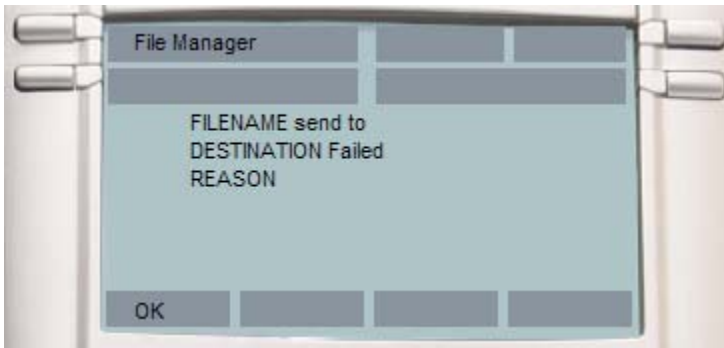 File Manager
FILENAME send to
DESTINATION Failed
REASON
OK